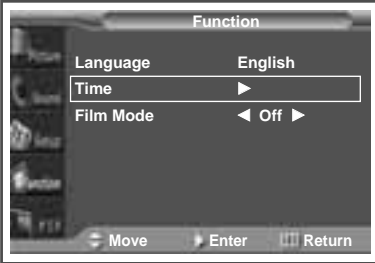 Function
Language English
Time ▶
Film Mode ◀ Off ▶
Move Enter Return